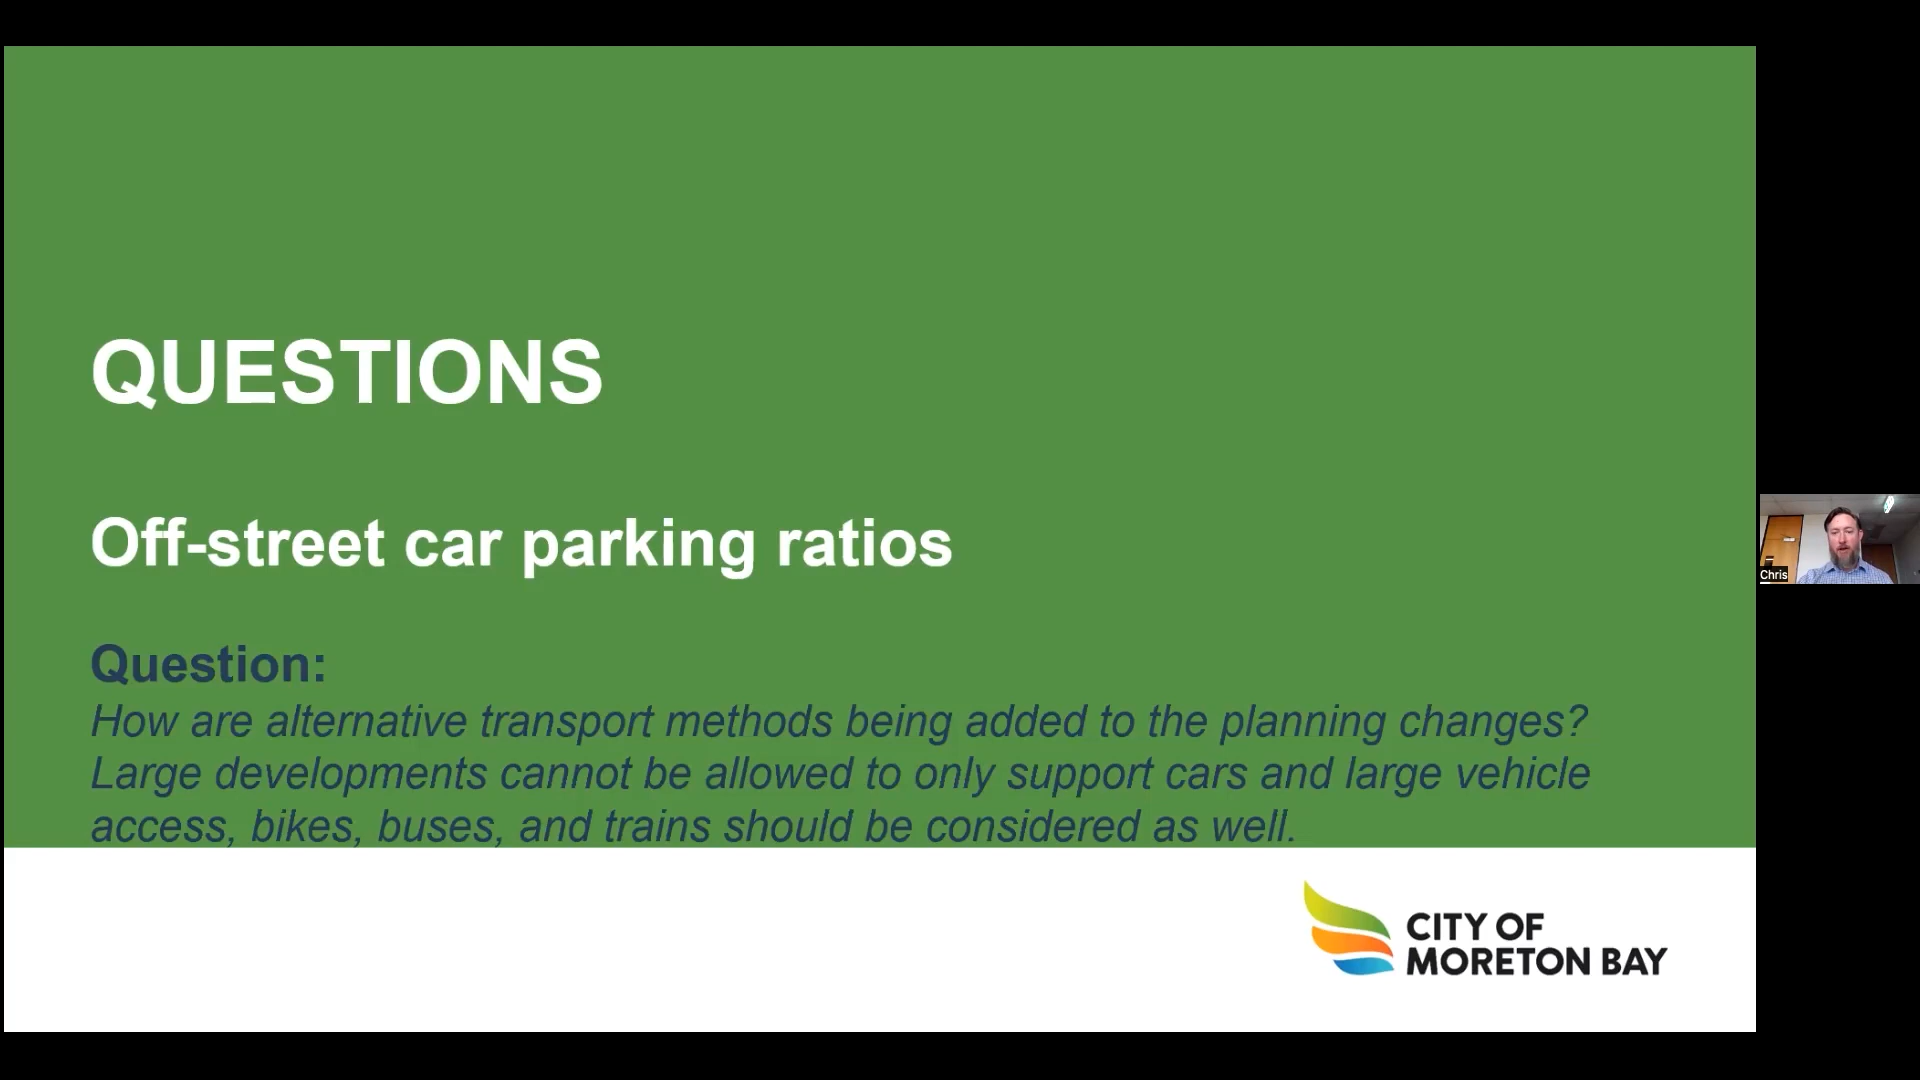 QUESTIONS
Off-street car parking ratios
Question:
How are alternative transport methods being added to the planning changes?
Large developments cannot be allowed to only support cars and large vehicle
access, bikes, buses, and trains should be considered as well.
Chris
CITY OF
MORETON BAY